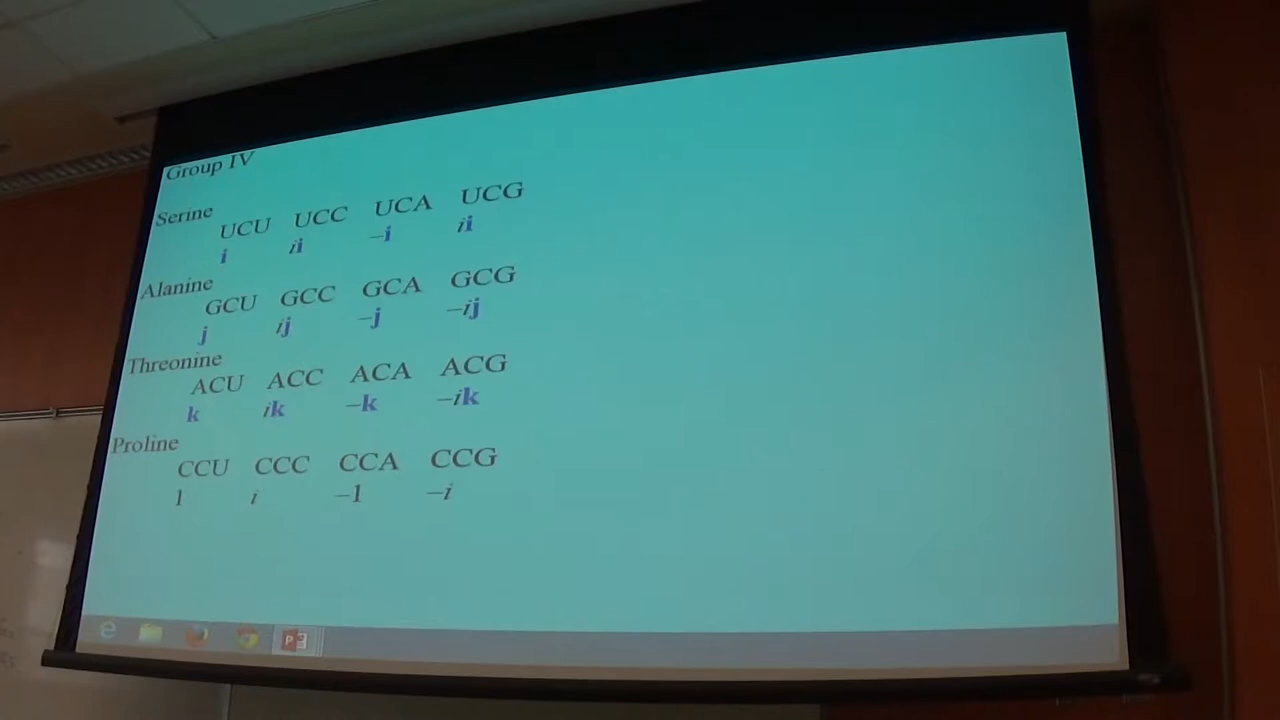 Group IV
Serine
UCU UCC UCA UCG
i ii –i ii
Alanine
GCU GCC GCA GCG
j ij –j –ij
Threonine
ACU ACC ACA ACG
k ik –k –ik
Proline
CCU CCC CCA CCG
1 i –1 –i